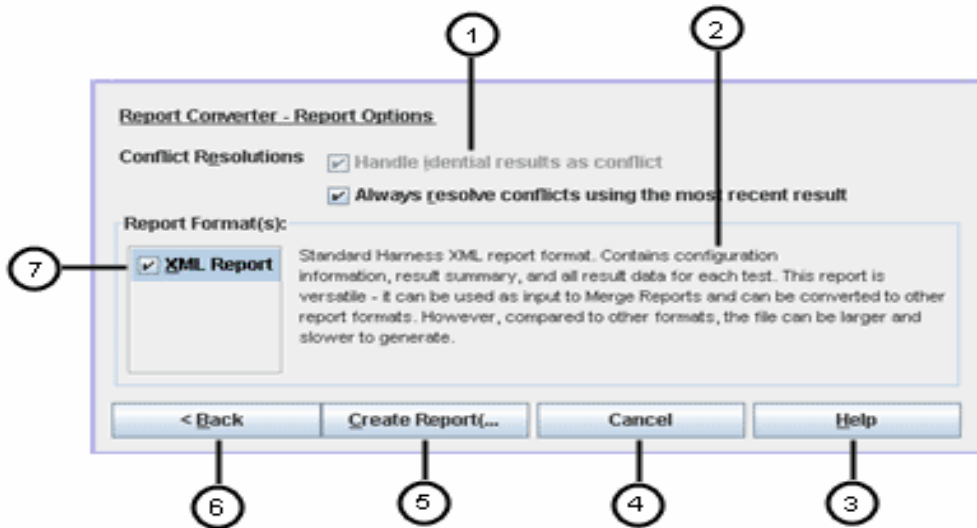 1
2
Report Converter - Report Options
Conflict Resolutions
Handle idential results as conflict
Always resolve conflicts using the most recent result
Report Format(s):
7
XML Report
Standard Harness XML report format. Contains configuration
information, result summary, and all result data for each test. This report is
versatile - it can be used as input to Merge Reports and can be converted to other
report formats. However, compared to other formats, the file can be larger and
slower to generate.
< Back
Create Report(...
Cancel
Help
6
5
4
3